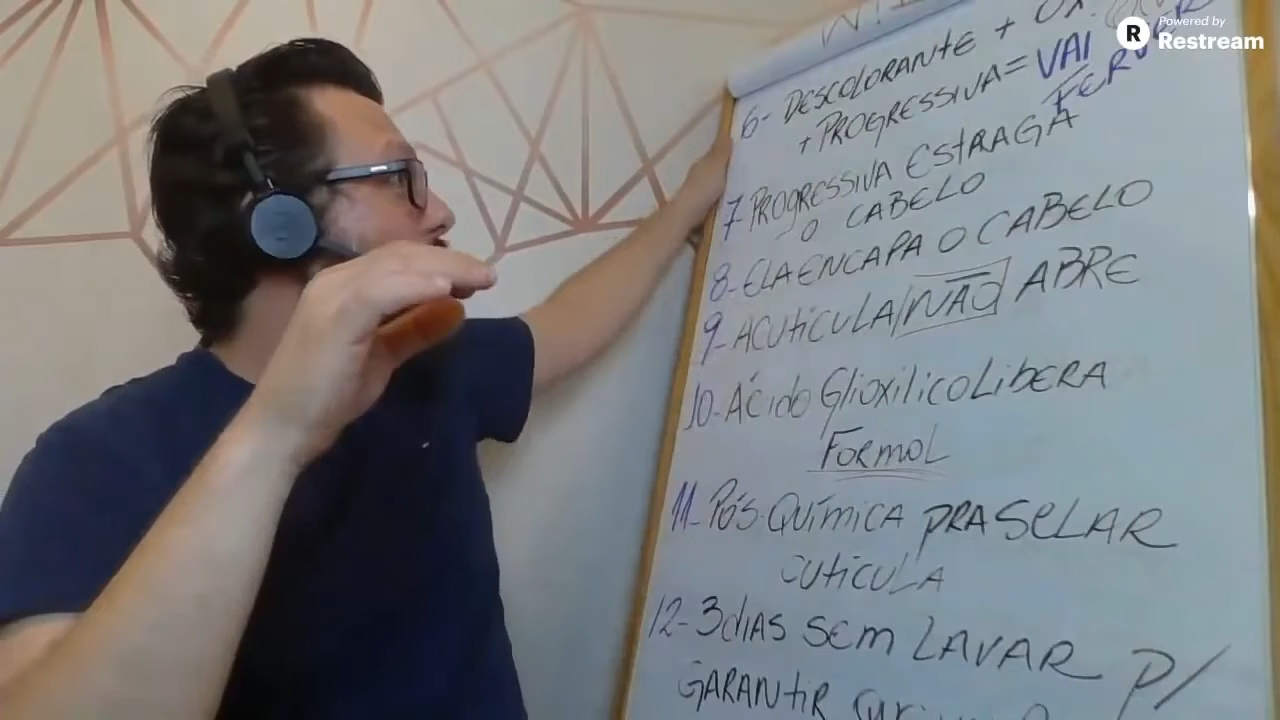 Powered by
Restream
6- DESCOLORANTE + OX.
+ PROGRESSIVA = VAI
FERVER
7 PROGRESSIVA ESTRAGA
O CABELO
8- ELA ENCAPA O CABELO
9- A CUTICULA NÃO ABRE
10- ÁCIDO GLIOXILICO LIBERA
FORMOL
11- PÓS-QUÍMICA PRA SELAR
CUTICULA
12- 3 DIAS SEM LAVAR P/
GARANTIR